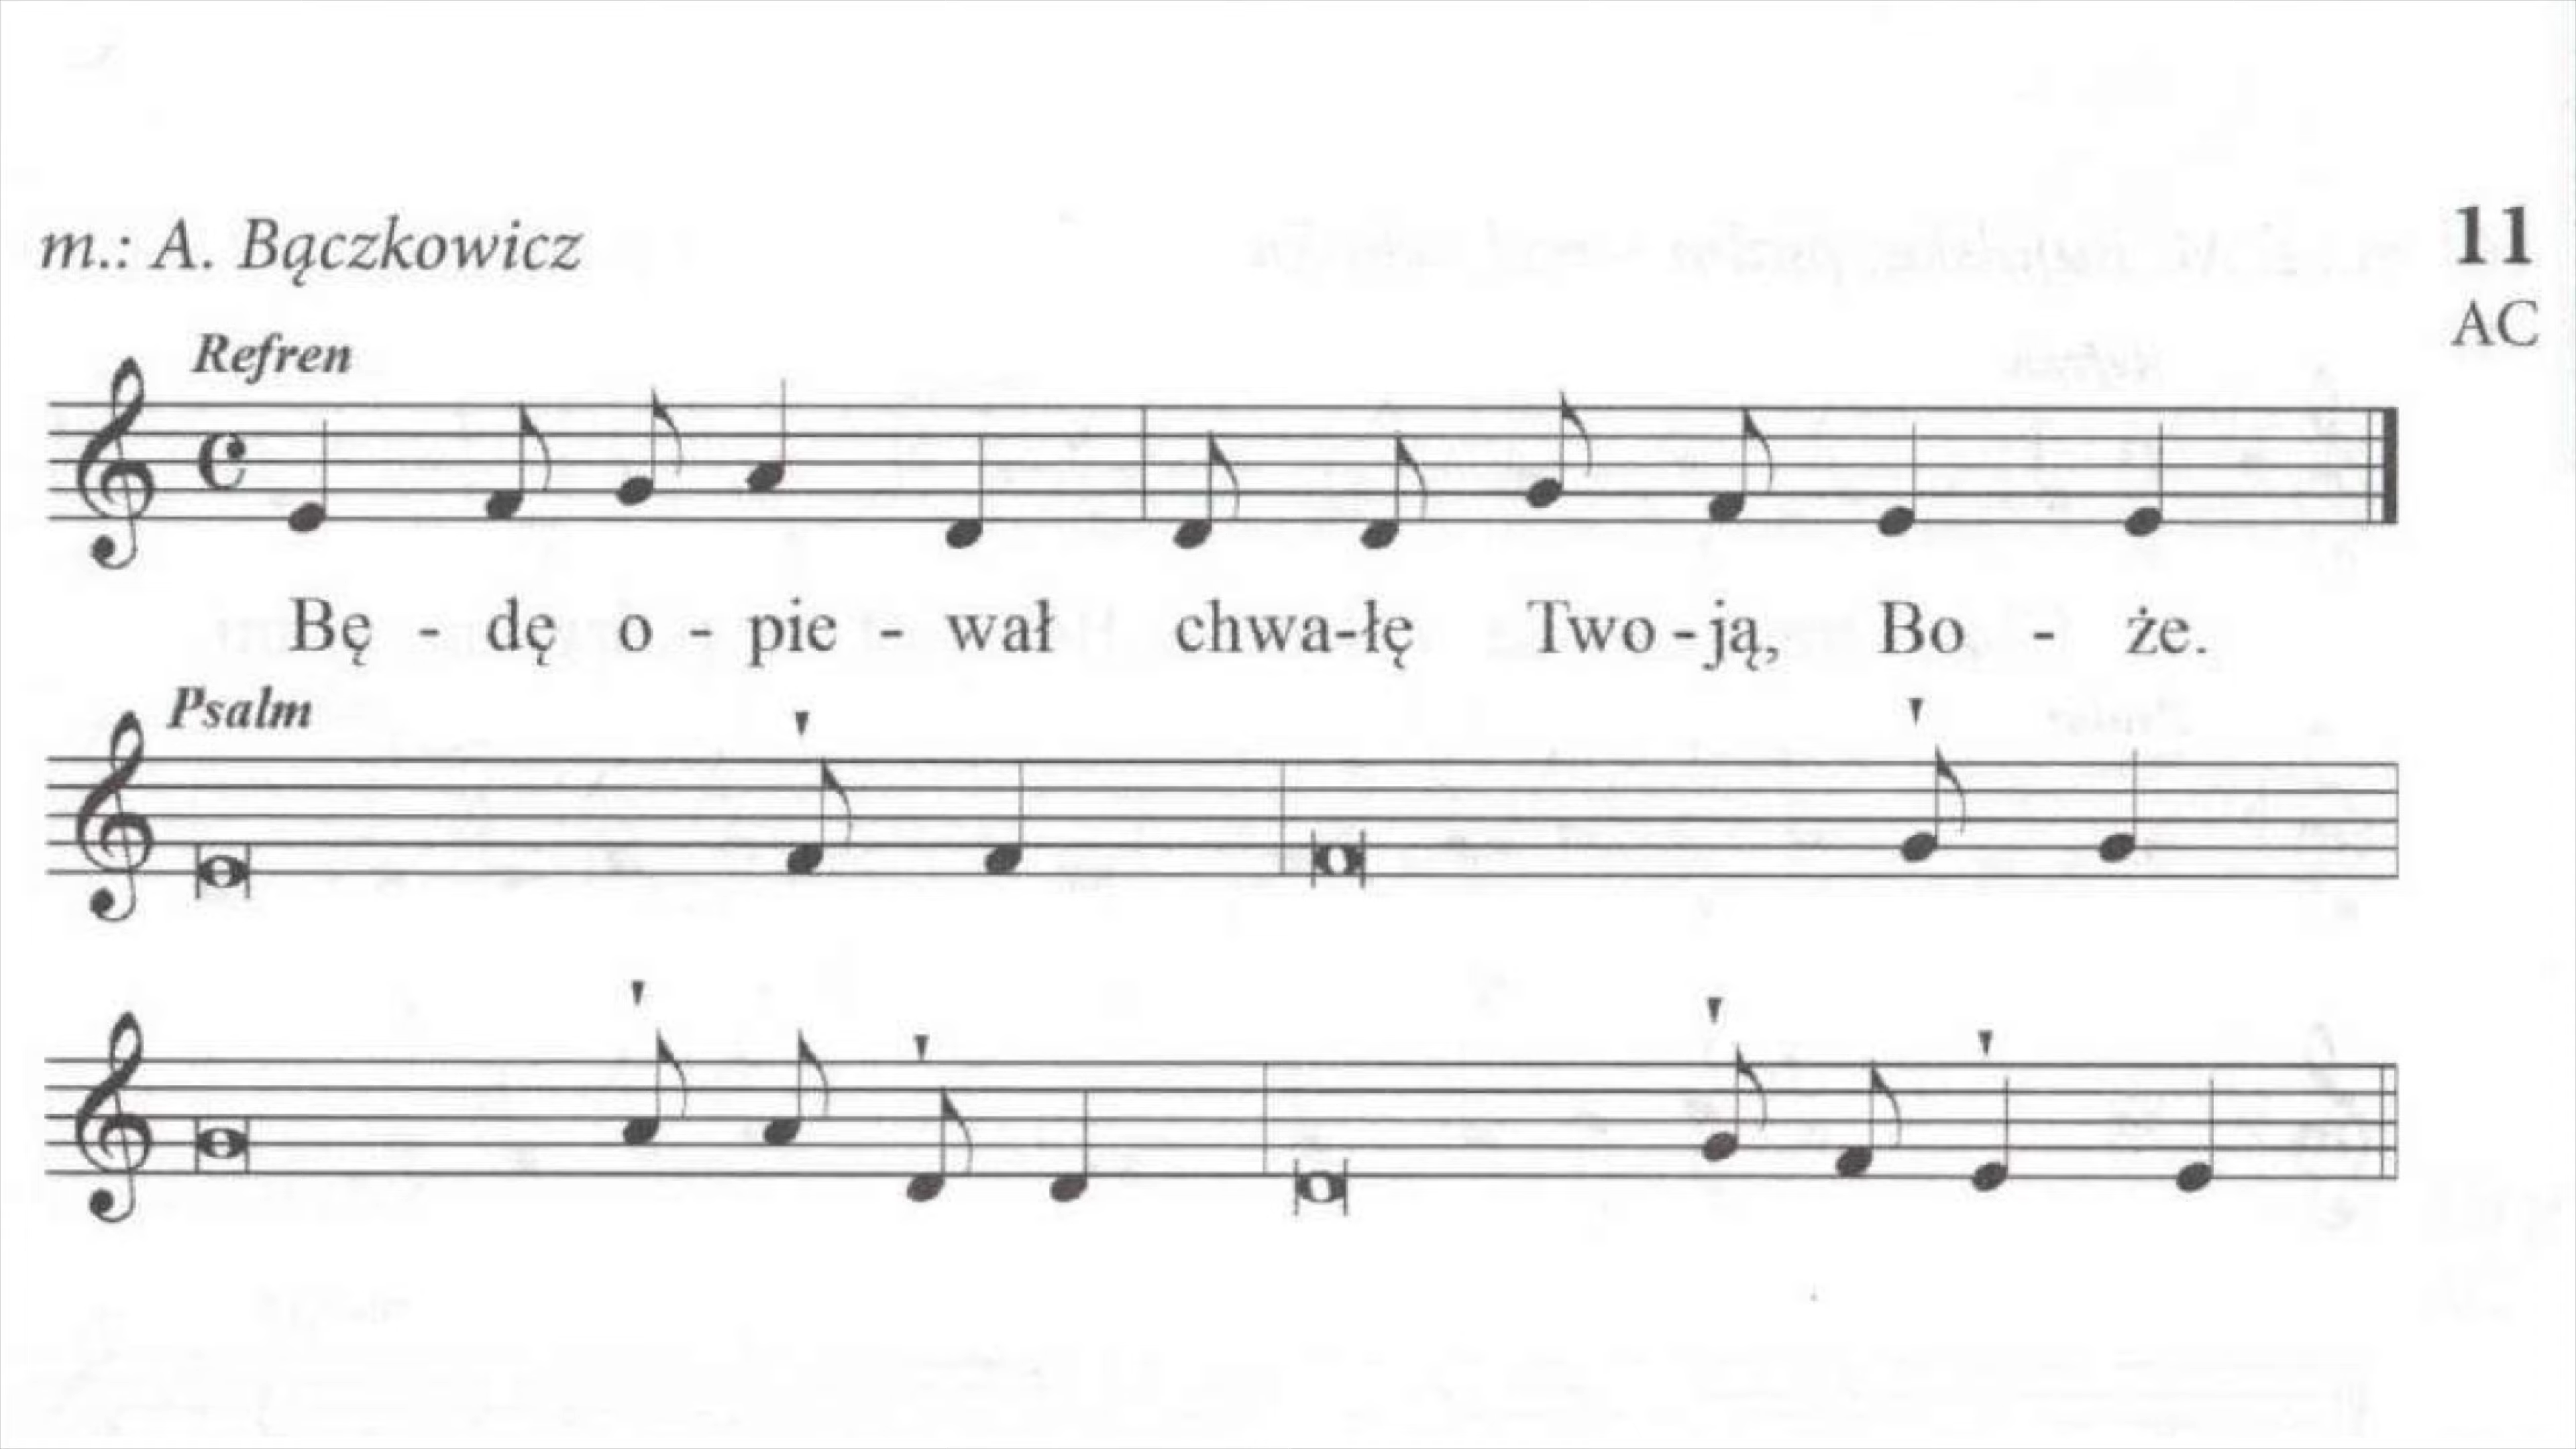 m.: A. Bączkowicz 11
AC
Refren
Bę - dę o - pie - wał chwa-łę Two-ją, Bo - że.
Psalm